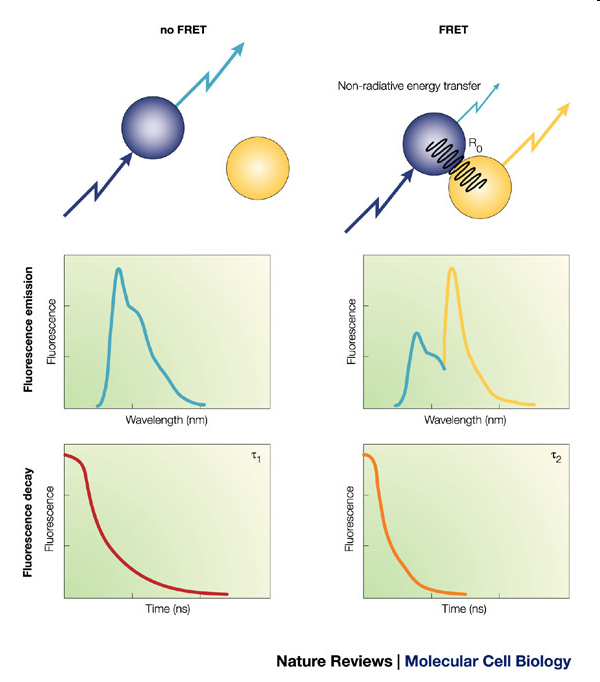 no FRET
FRET
Non-radiative energy transfer
R0
Fluorescence emission
Fluorescence
Wavelength (nm)
Fluorescence
Wavelength (nm)
Fluorescence decay
Fluorescence
τ1
Time (ns)
Fluorescence
τ2
Time (ns)
Nature Reviews | Molecular Cell Biology